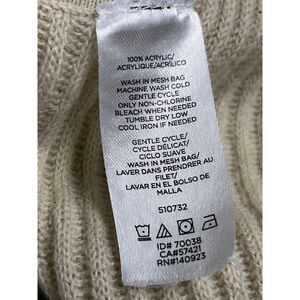 100% ACRYLIC/
ACRYLIQUE/ACRÍLICO
WASH IN MESH BAG
MACHINE WASH COLD
GENTLE CYCLE
ONLY NON-CHLORINE
BLEACH WHEN NEEDED
TUMBLE DRY LOW
COOL IRON IF NEEDED
GENTLE CYCLE/
CYCLE DÉLICAT/
CICLO SUAVE
WASH IN MESH BAG/
LAVER DANS PRENDRER AU
FILET/
LAVAR EN EL BOLSO DE
MALLA
510732
ID# 70038
CA#57421
RN#140923